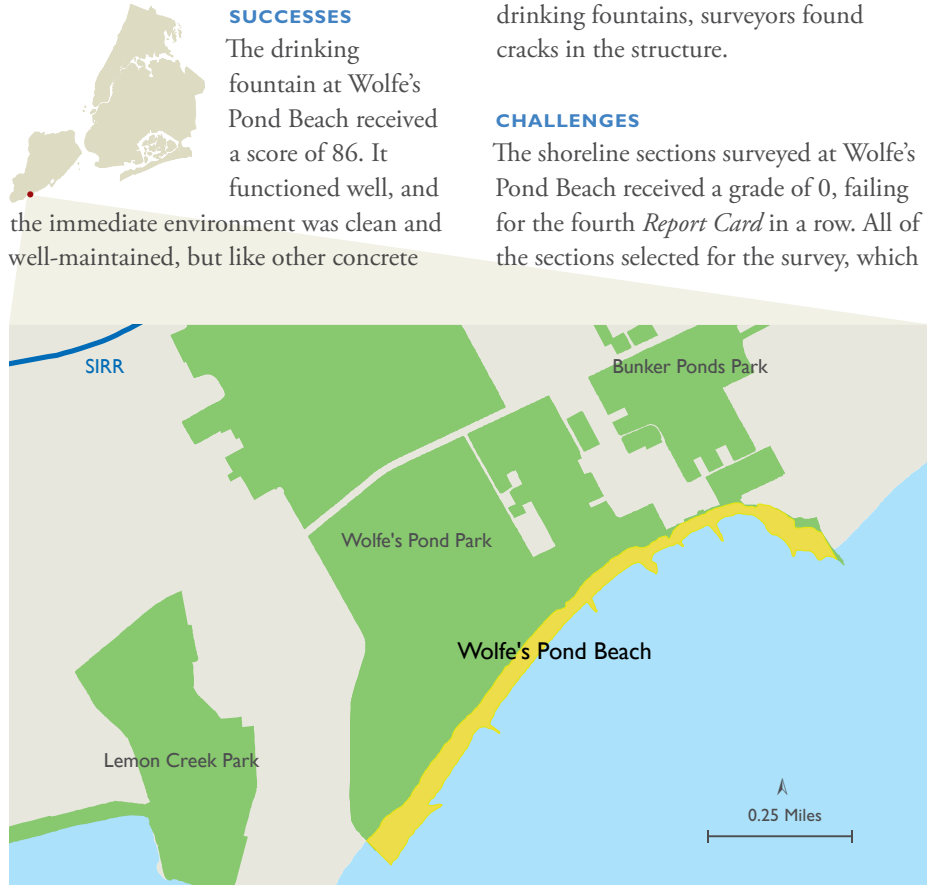 SUCCESSES
The drinking
fountain at Wolfe's
Pond Beach received
a score of 86. It
functioned well, and
the immediate environment was clean and
well-maintained, but like other concrete
drinking fountains, surveyors found
cracks in the structure.
CHALLENGES
The shoreline sections surveyed at Wolfe's
Pond Beach received a grade of 0, failing
for the fourth Report Card in a row. All of
the sections selected for the survey, which
SIRR
Bunker Ponds Park
Wolfe's Pond Park
Wolfe's Pond Beach
Lemon Creek Park
0.25 Miles